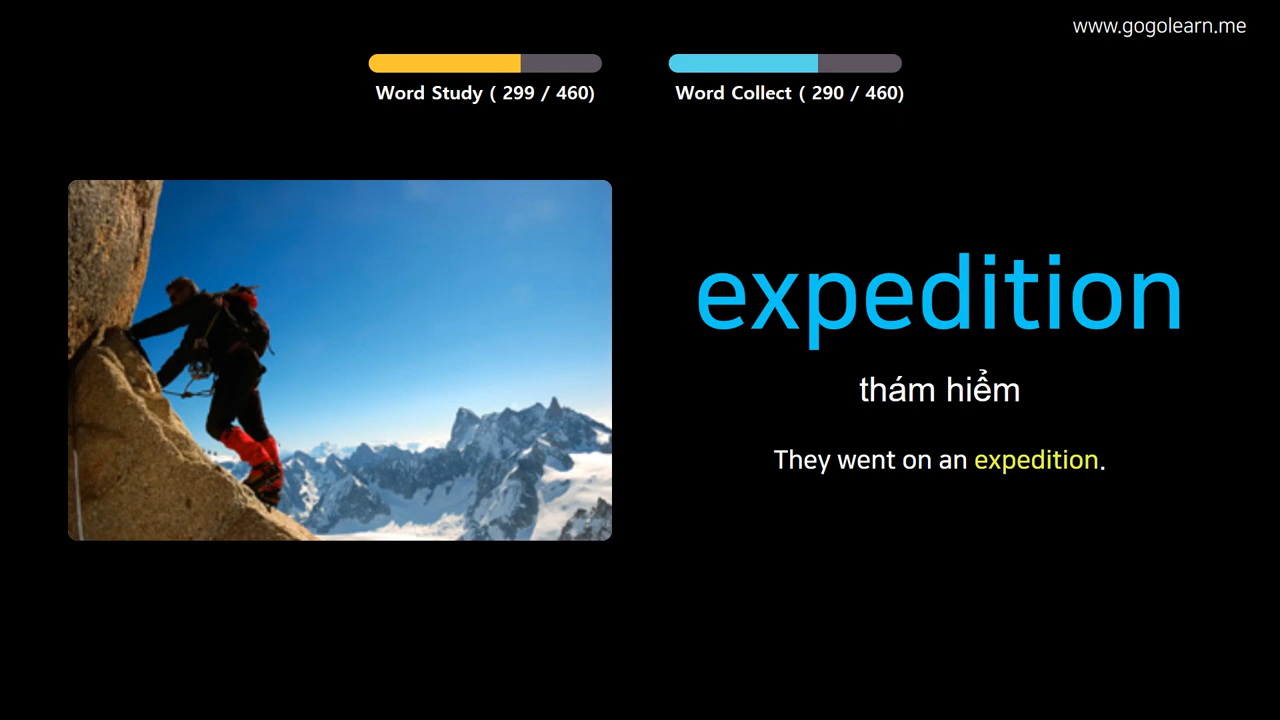 www.gogolearn.me
Word Study ( 299 / 460)
Word Collect ( 290 / 460)
expedition
thám hiểm
They went on an expedition.